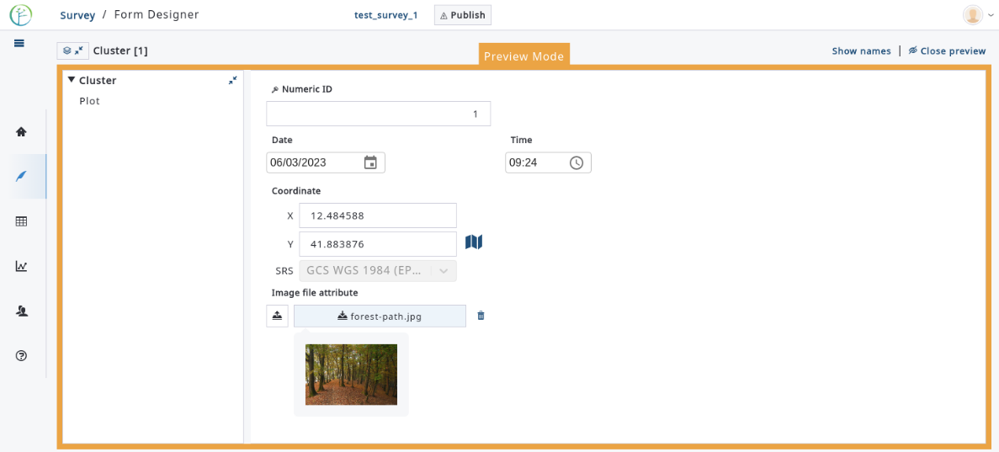 Survey / Form Designer
test_survey_1
Publish
Cluster [1]
Preview Mode
Show names | Close preview
Cluster
Plot
Numeric ID
1
Date
Time
06/03/2023
09:24
Coordinate
X 12.484588
Y 41.883876
SRS GCS WGS 1984 (EP...
Image file attribute
forest-path.jpg